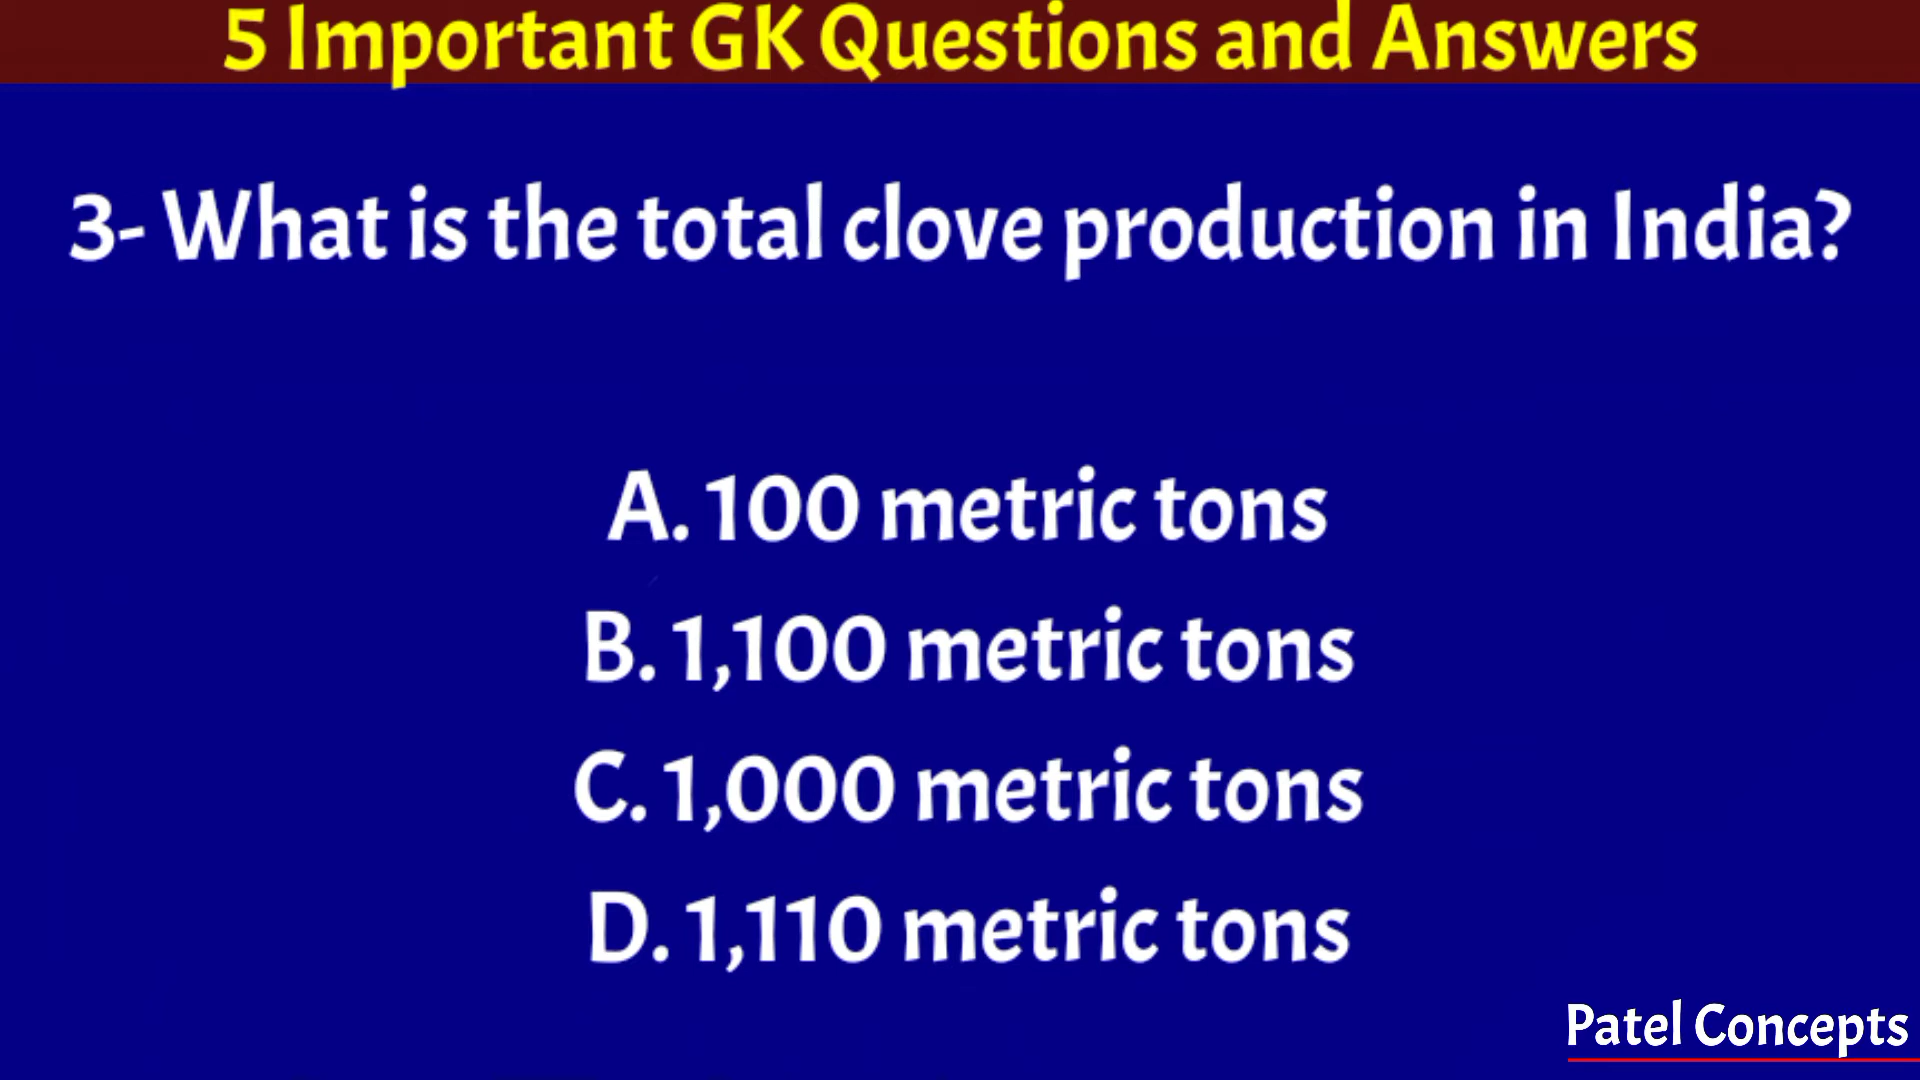 5 Important GK Questions and Answers
3- What is the total clove production in India?
A. 100 metric tons
B. 1,100 metric tons
C. 1,000 metric tons
D. 1,110 metric tons
Patel Concepts